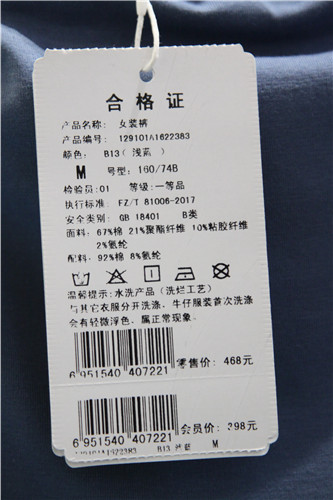 合格证
产品名称: 女装裤
产品编号: 129101A1622383
颜色: B13(浅蓝)
M 号型: 160/74B
检验员:01 等级:一等品
执行标准: FZ/T 81006-2017
安全类别: GB 18401 B类
面料: 67%棉 21%聚酯纤维 10%粘胶纤维
2%氨纶
配料: 92%棉 8%氨纶
温馨提示:水洗产品(洗烂工艺)
与其它衣服分开洗涤,牛仔服装首次洗涤
会有轻微浮色,属正常现象。
零售价: 468元
6 951540 407221
会员价: 398元
6 951540 407221
129101A1622383 B13 浅蓝 M